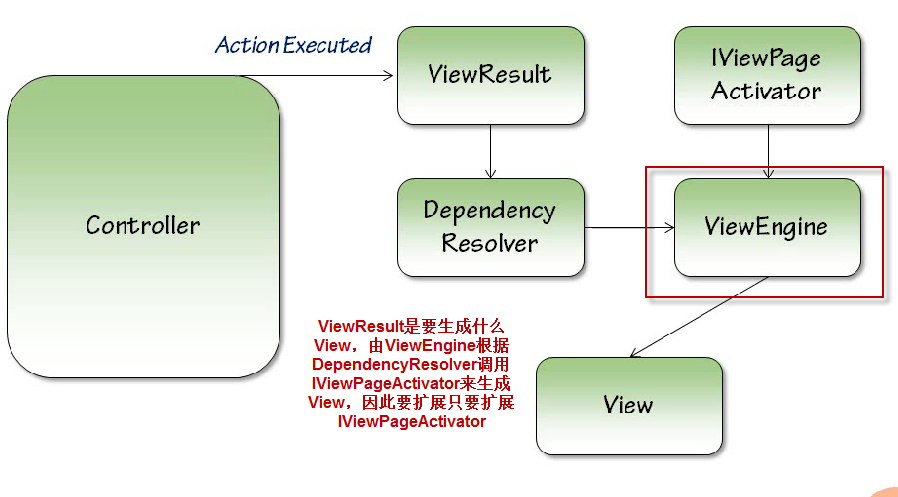 Action Executed
ViewResult
IViewPage
Activator
Controller
Dependency
Resolver
ViewEngine
ViewResult是要生成什么
View，由ViewEngine根据
DependencyResolver调用
IViewPageActivator来生成
View，因此要扩展只要扩展
IViewPageActivator
View